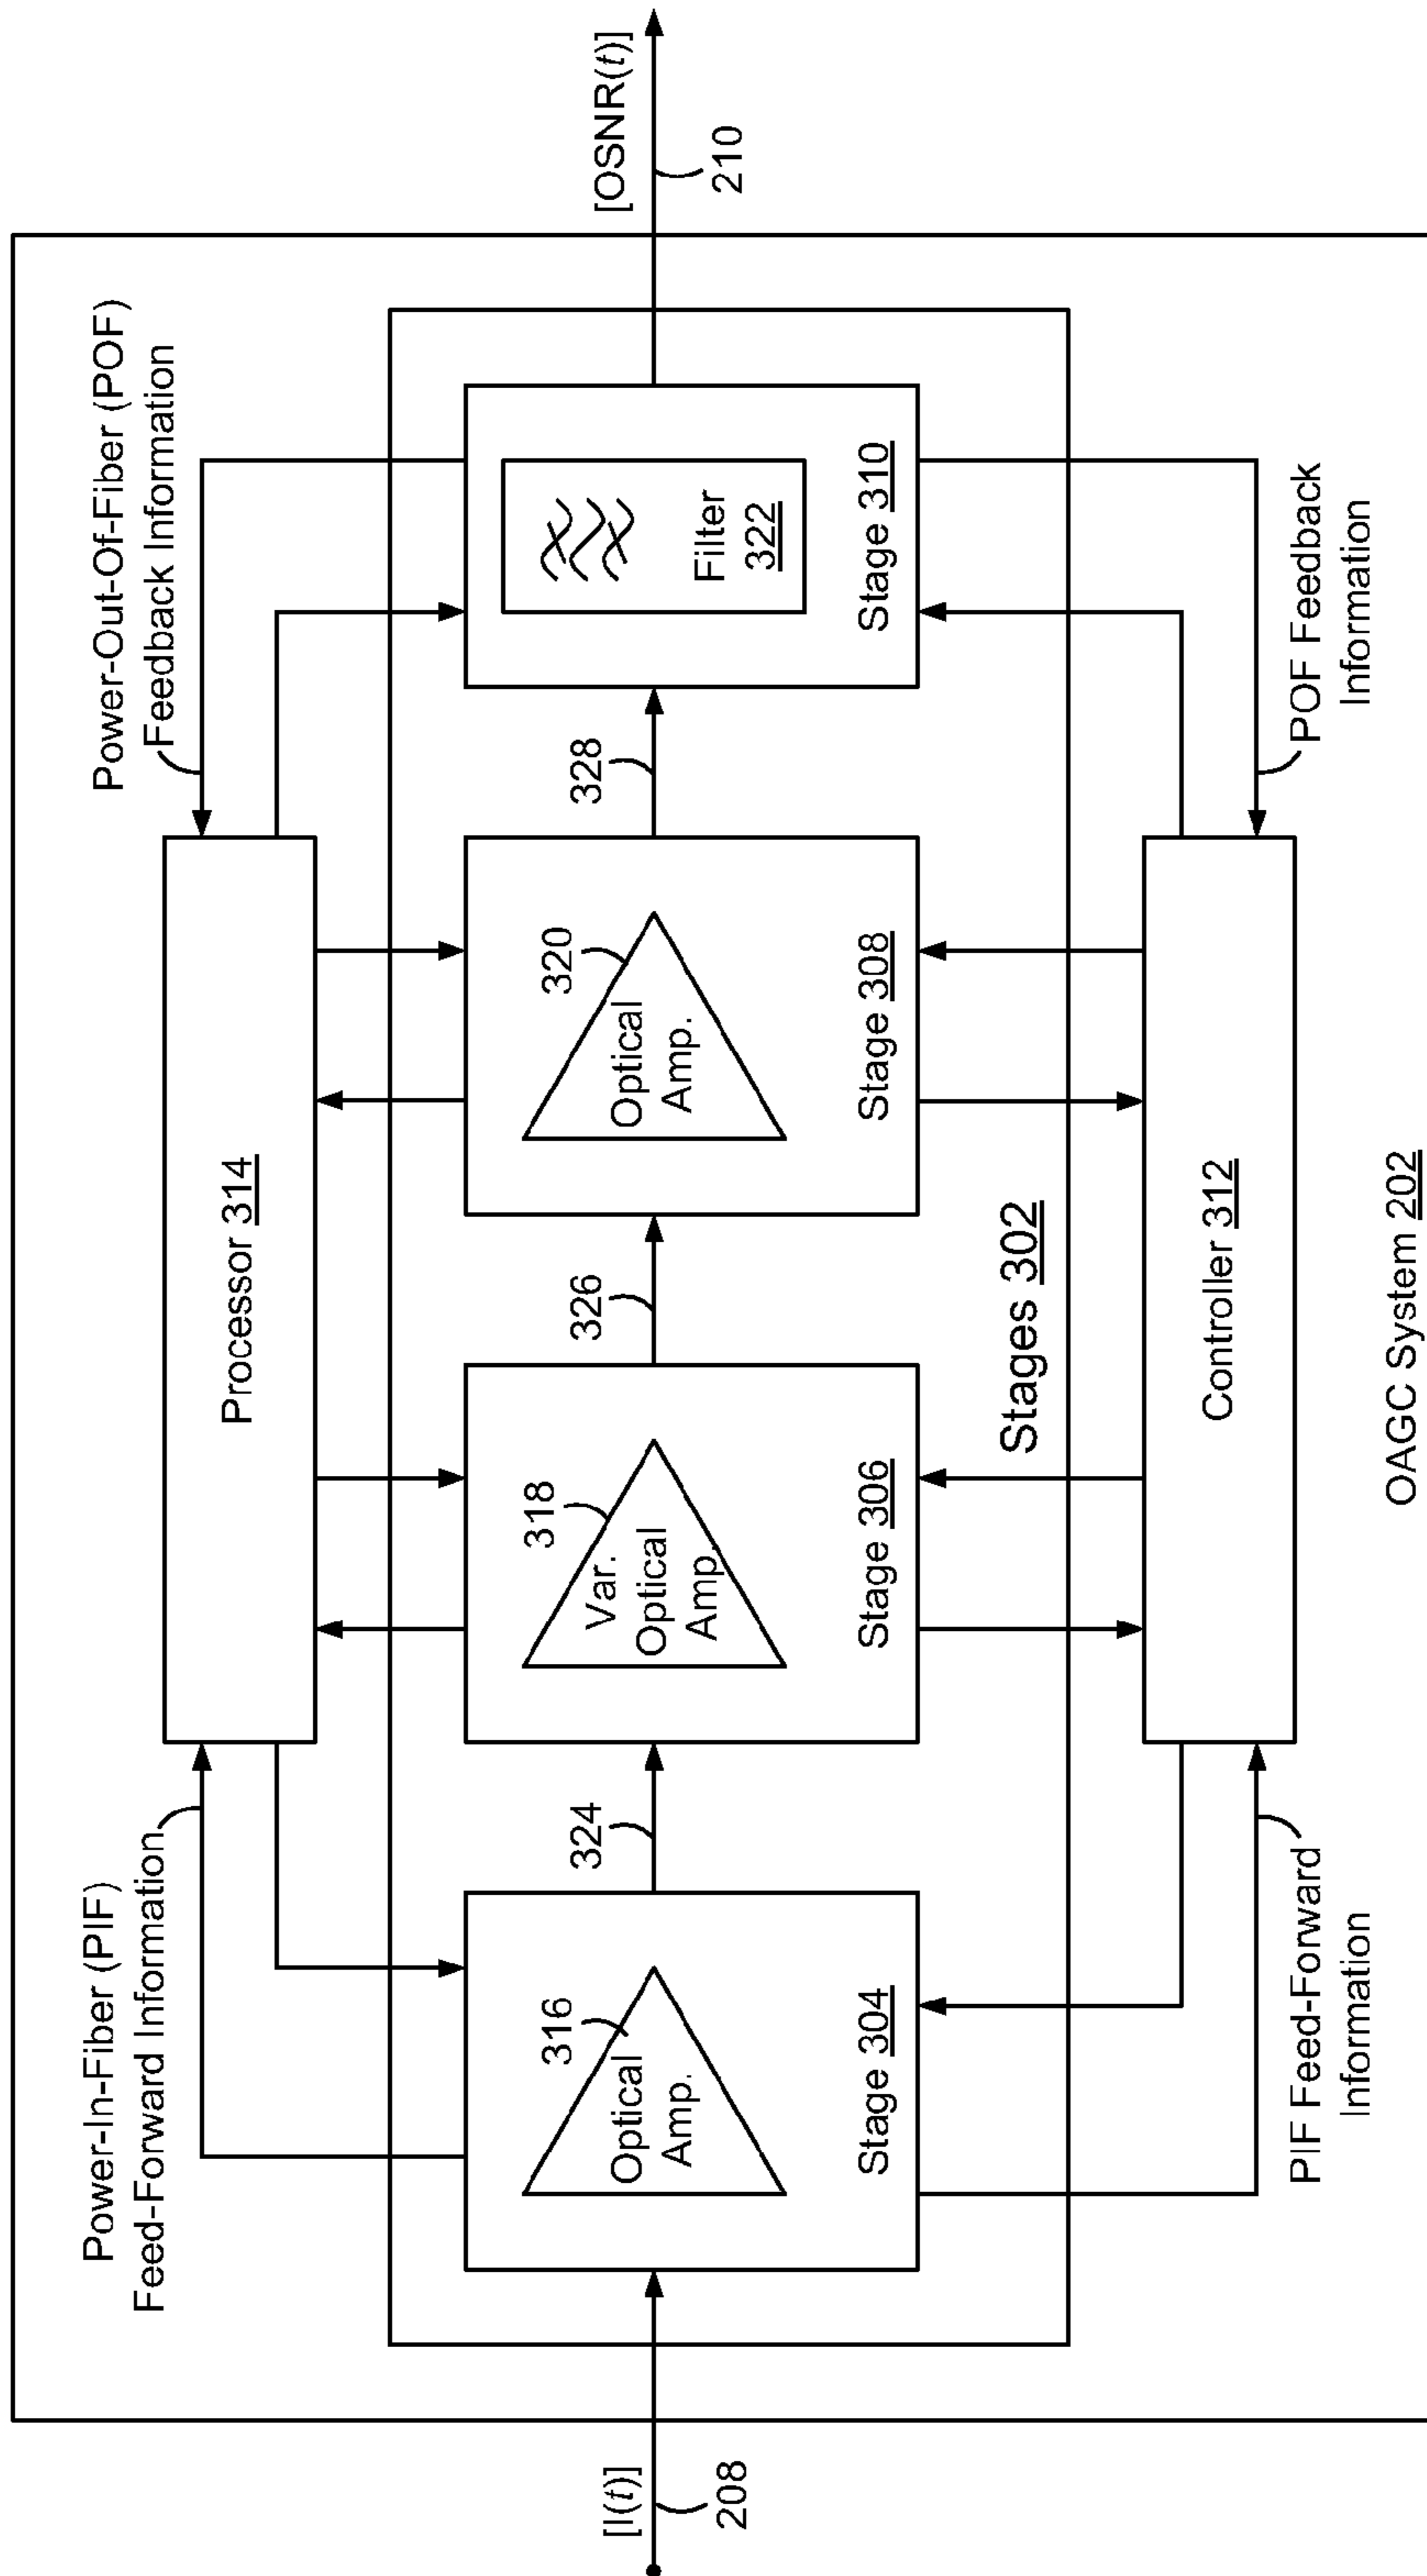 Power-In-Fiber (PIF)
Feed-Forward Information
Power-Out-Of-Fiber (POF)
Feedback Information
Processor 314
[I(t)]
208
316
Optical
Amp.
Stage 304
324
318
Var.
Optical
Amp.
Stage 306
326
320
Optical
Amp.
Stage 308
328
Filter
322
Stage 310
[OSNR(t)]
210
Stages 302
Controller 312
PIF Feed-Forward
Information
POF Feedback
Information
OAGC System 202